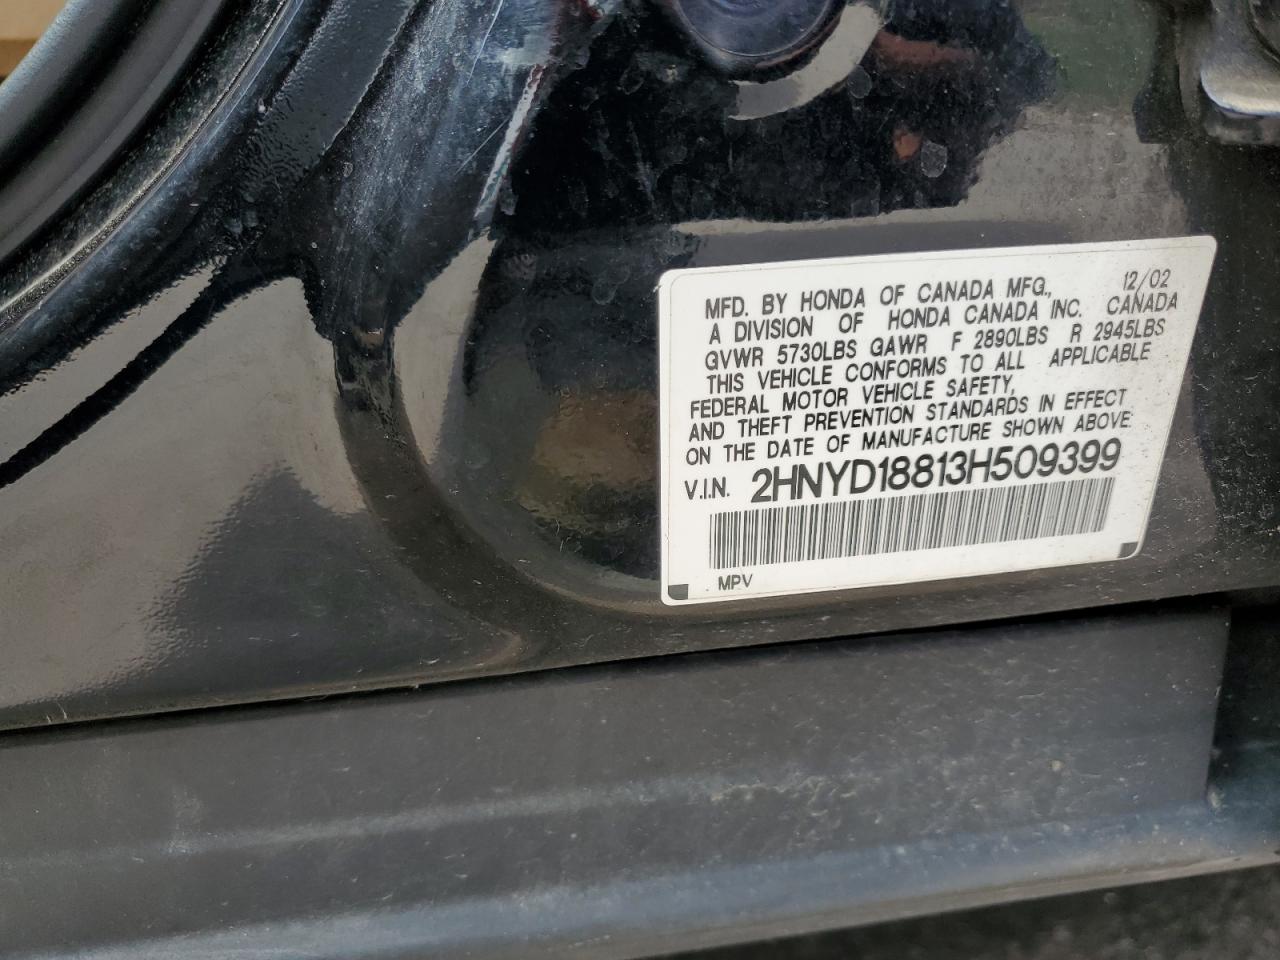 MFD. BY HONDA OF CANADA MFG., 12/02
A DIVISION OF HONDA CANADA INC. CANADA
GVWR 5730LBS GAWR F 2890LBS R 2945LBS
THIS VEHICLE CONFORMS TO ALL APPLICABLE
FEDERAL MOTOR VEHICLE SAFETY,
AND THEFT PREVENTION STANDARDS IN EFFECT
ON THE DATE OF MANUFACTURE SHOWN ABOVE.
V.I.N. 2HNYD18813H509399
MPV